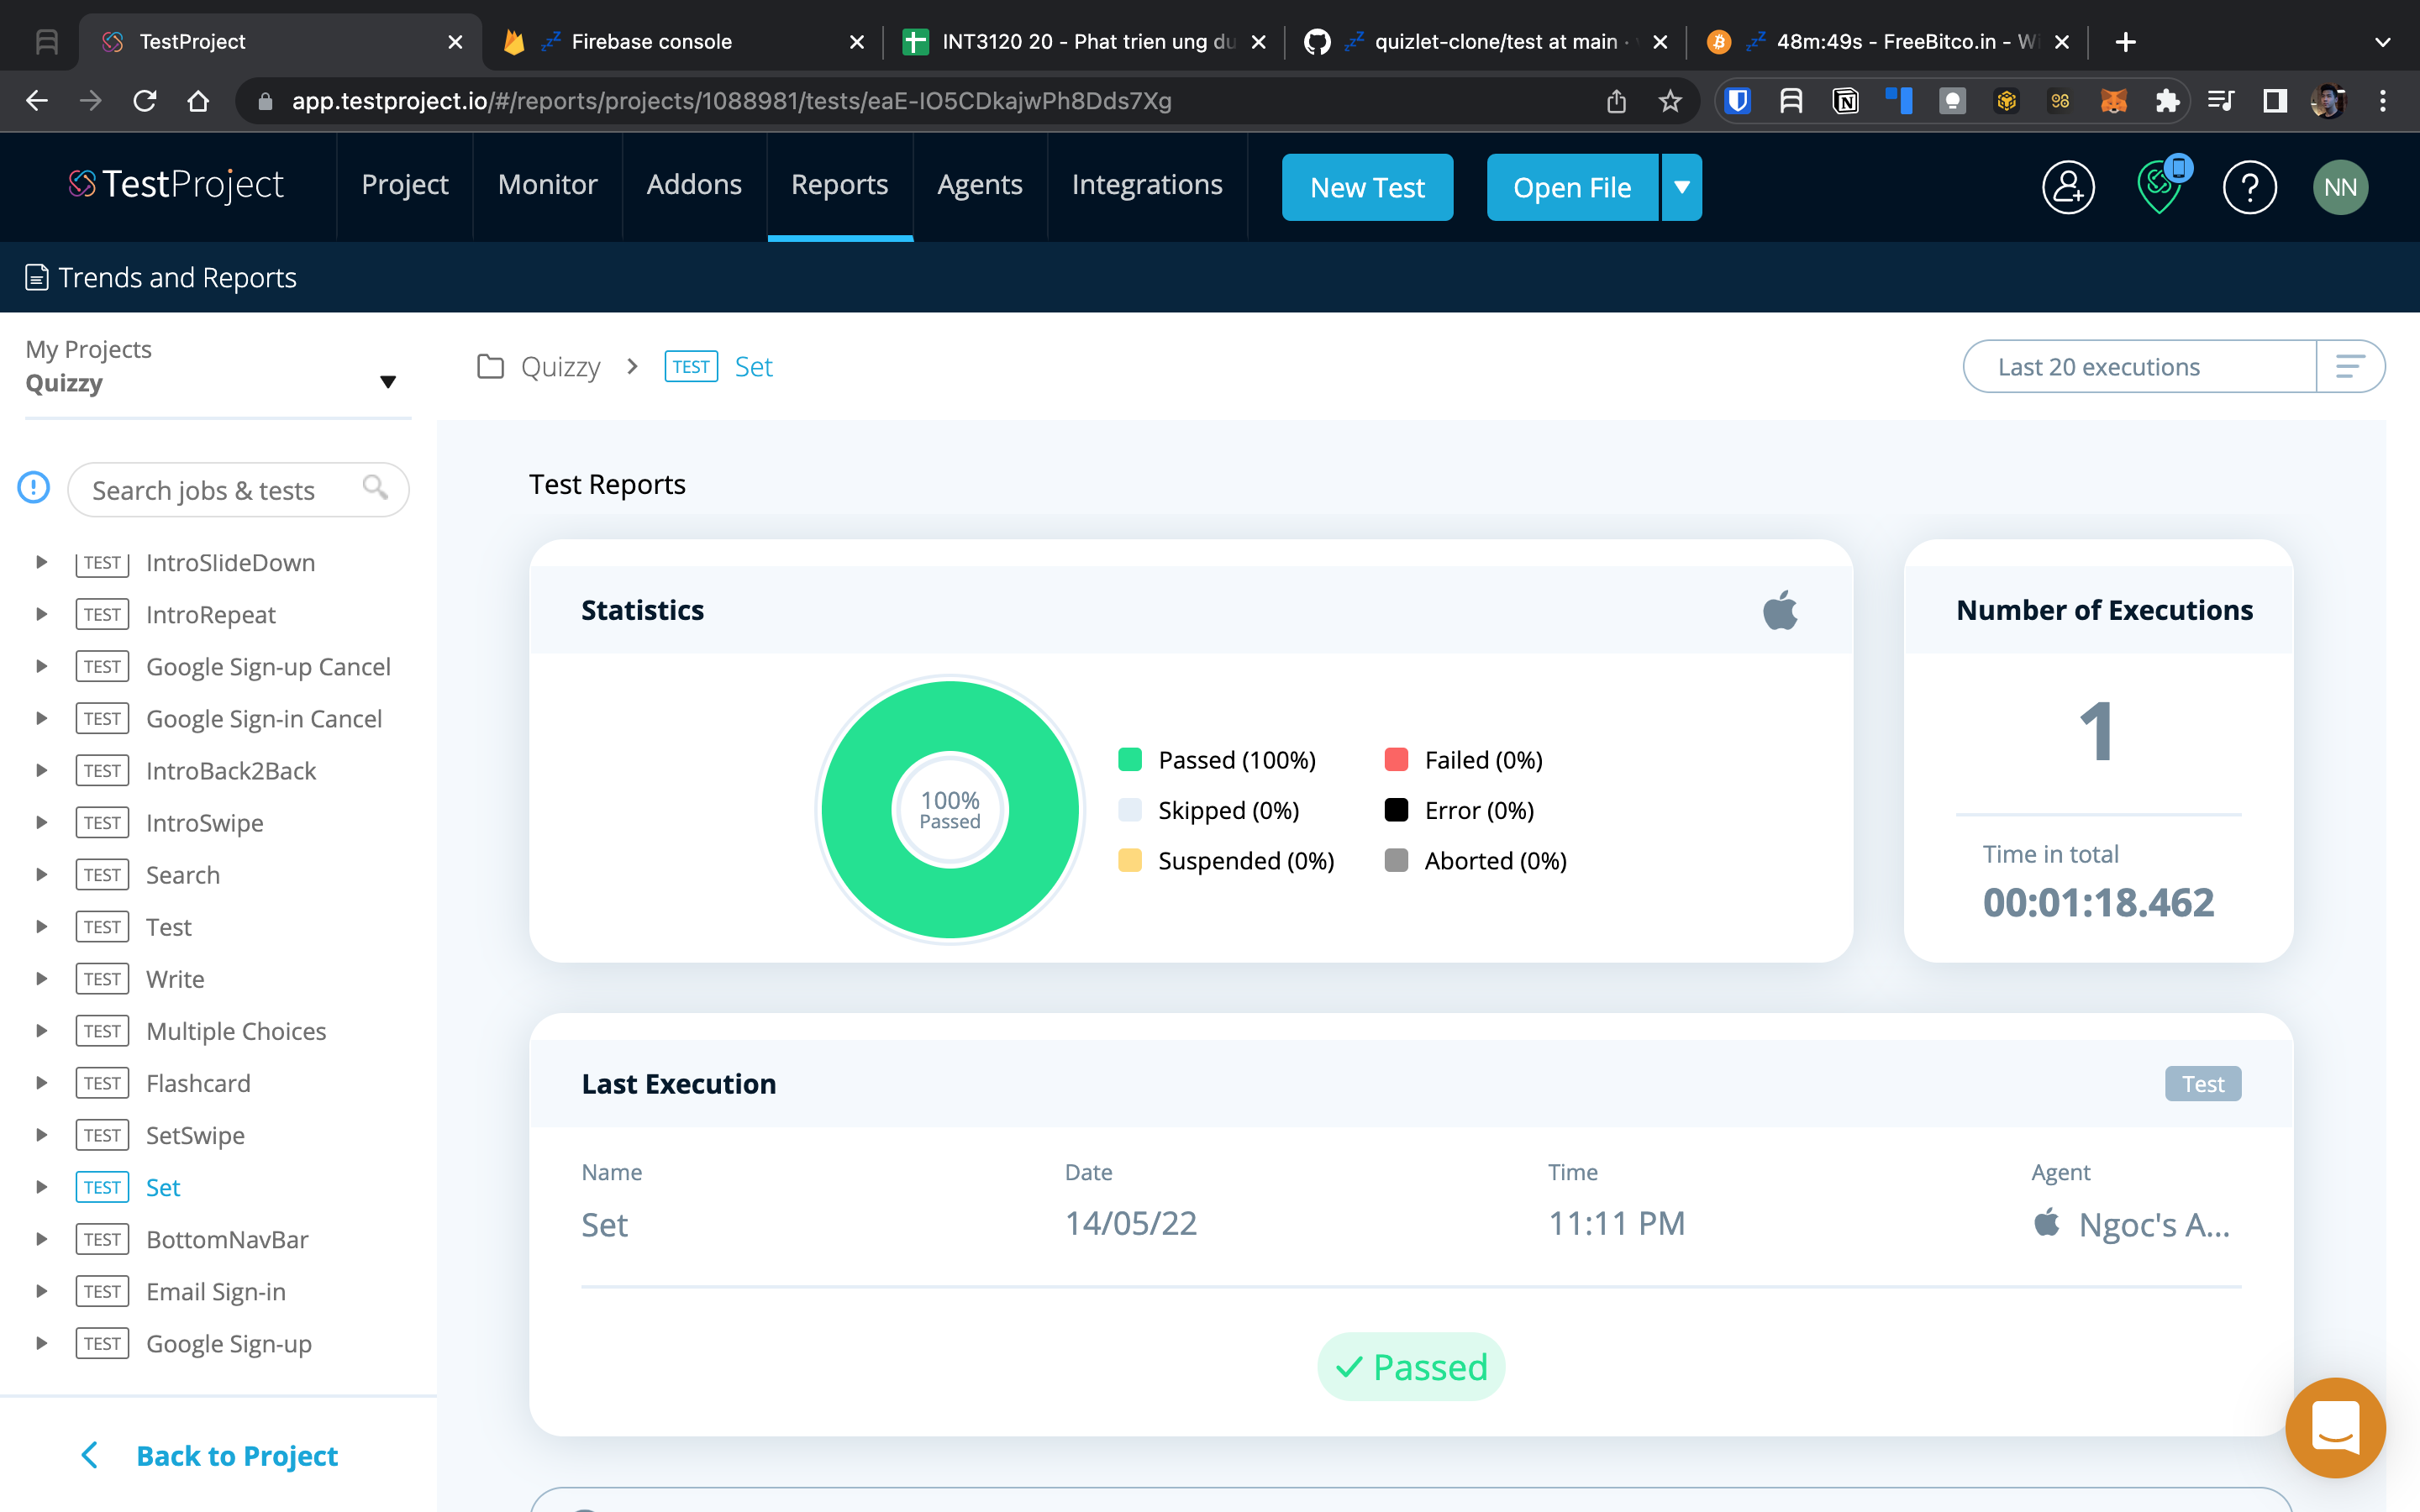 TestProject
Firebase console
INT3120 20 - Phat trien ung du
quizlet-clone/test at main ·
48m:49s - FreeBitco.in - Wi
app.testproject.io/#/reports/projects/1088981/tests/eaE-IO5CDkajwPh8Dds7Xg
TestProject
Project
Monitor
Addons
Reports
Agents
Integrations
New Test
Open File
NN
Trends and Reports
My Projects
Quizzy
Quizzy
TEST Set
Last 20 executions
Search jobs & tests
TEST IntroSlideDown
TEST IntroRepeat
TEST Google Sign-up Cancel
TEST Google Sign-in Cancel
TEST IntroBack2Back
TEST IntroSwipe
TEST Search
TEST Test
TEST Write
TEST Multiple Choices
TEST Flashcard
TEST SetSwipe
TEST Set
TEST BottomNavBar
TEST Email Sign-in
TEST Google Sign-up
Back to Project
Test Reports
Statistics
100%
Passed
Passed (100%)
Failed (0%)
Skipped (0%)
Error (0%)
Suspended (0%)
Aborted (0%)
Number of Executions
1
Time in total
00:01:18.462
Last Execution
Test
Name
Date
Time
Agent
Set
14/05/22
11:11 PM
Ngoc's A...
Passed